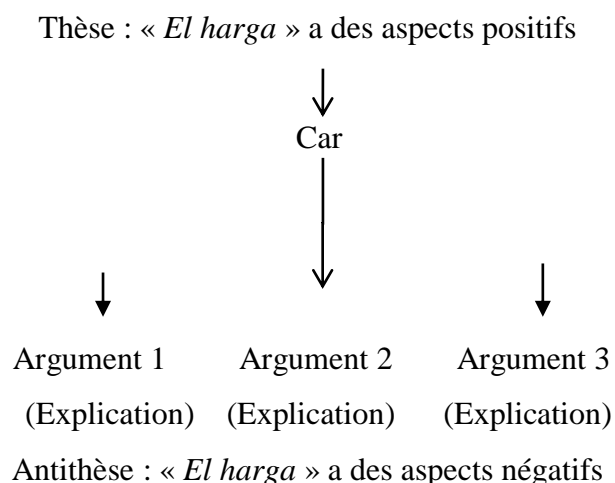 Thèse : « El harga » a des aspects positifs
Car
Argument 1 Argument 2 Argument 3
(Explication) (Explication) (Explication)
Antithèse : « El harga » a des aspects négatifs